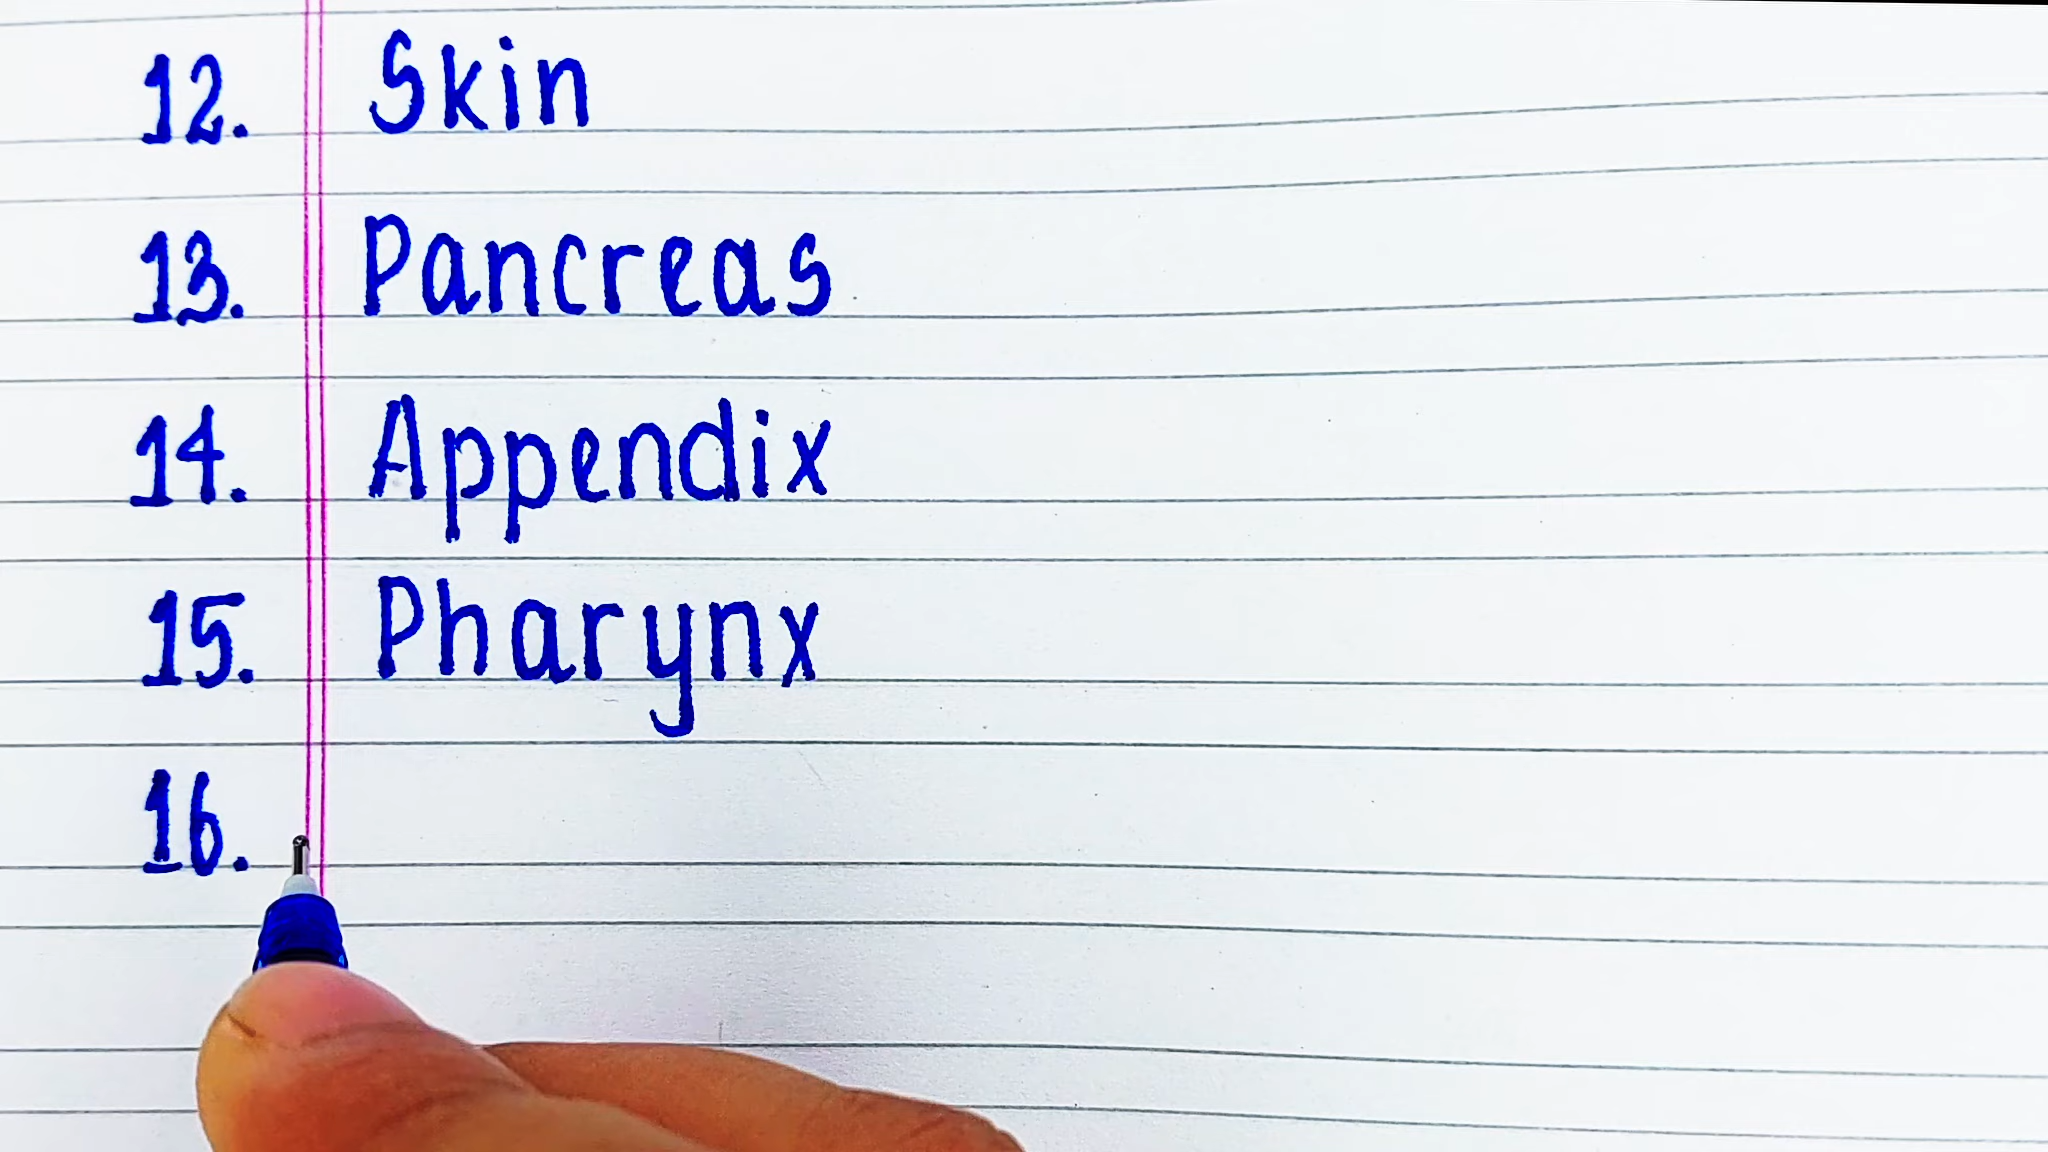 12. Skin
13. Pancreas
14. Appendix
15. Pharynx
16.